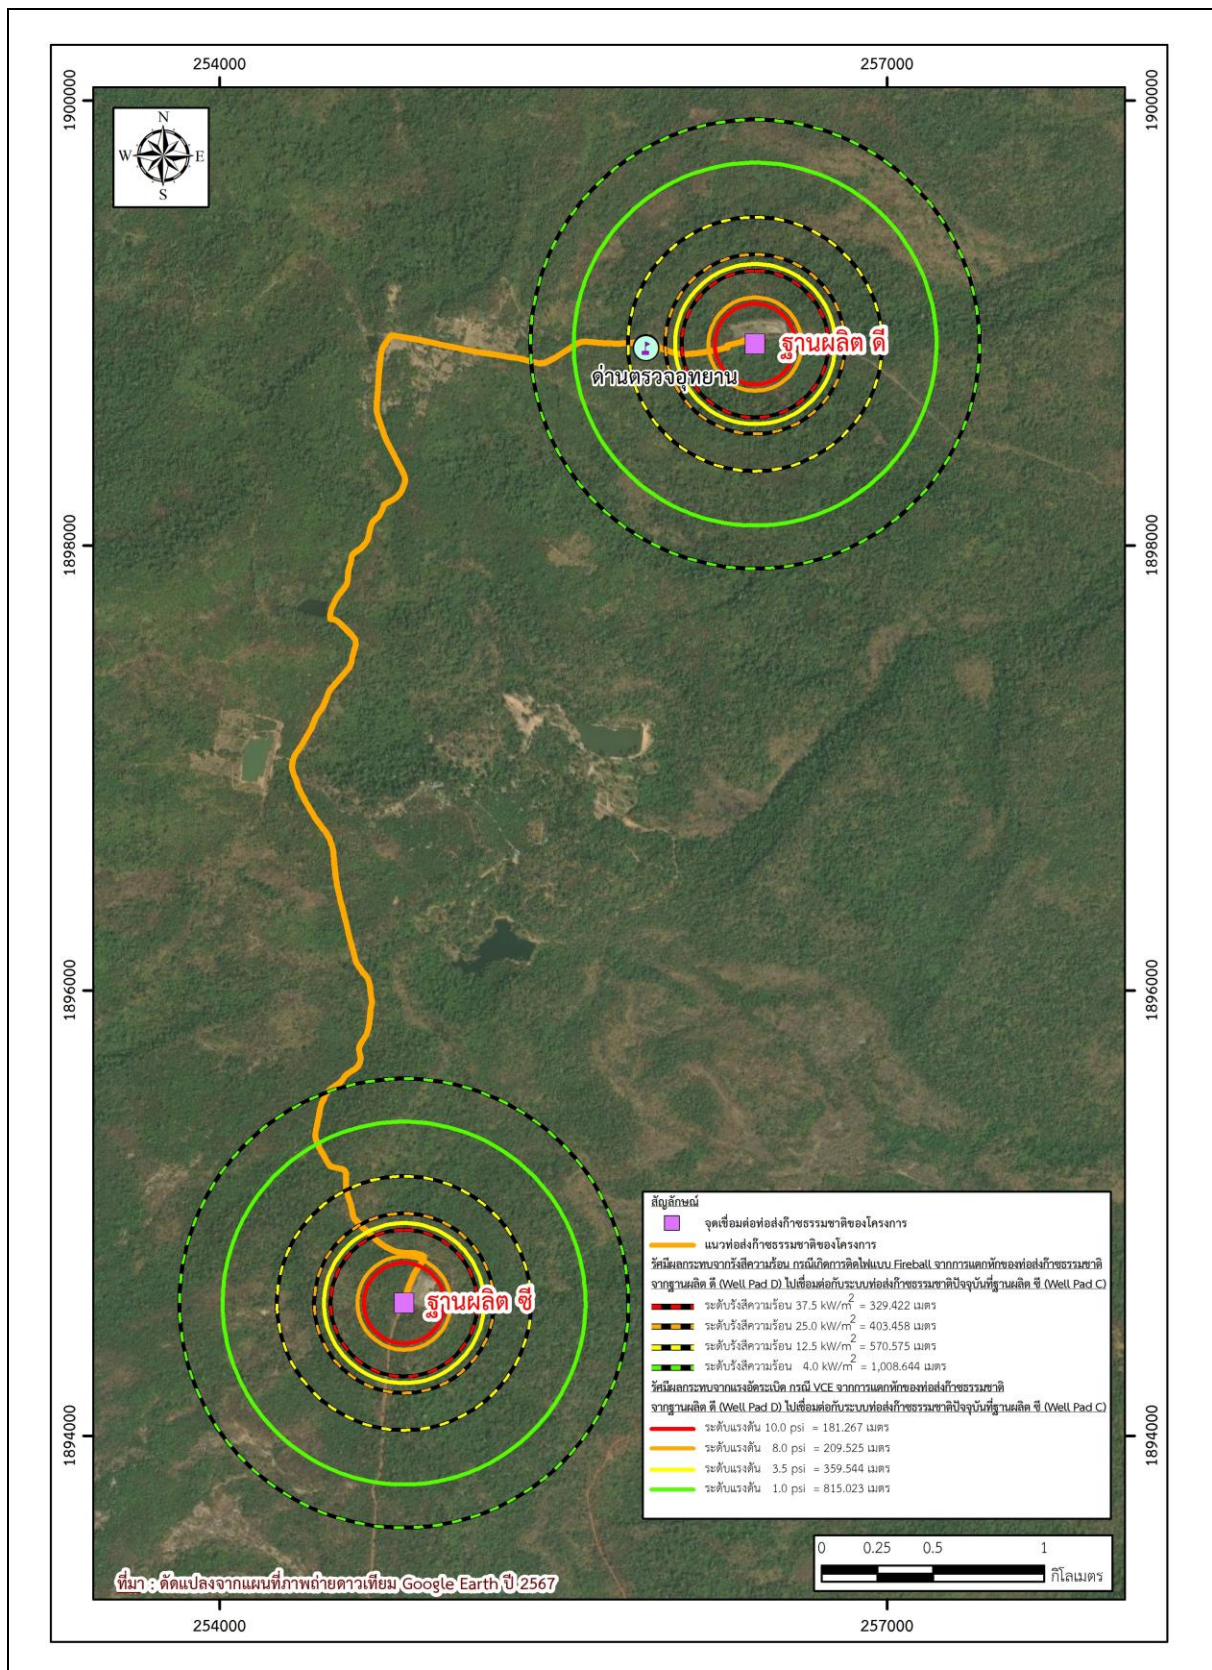 254000
257000
1900000
1900000
N
W
E
S
ฐานผลิต ดี
ด่านตรวจอุทยาน
1898000
1898000
1896000
1896000
ฐานผลิต ซี
สัญลักษณ์
จุดเชื่อมต่อท่อส่งก๊าซธรรมชาติของโครงการ
แนวท่อส่งก๊าซธรรมชาติของโครงการ
รัศมีผลกระทบจากรังสีความร้อน กรณีเกิดการติดไฟแบบ Fireball จากการแตกหักของท่อส่งก๊าซธรรมชาติ
จากฐานผลิต ดี (Well Pad D) ไปเชื่อมต่อกับระบบท่อส่งก๊าซธรรมชาติปัจจุบันที่ฐานผลิต ซี (Well Pad C)
ระดับรังสีความร้อน 37.5 kW/m² = 329.422 เมตร
ระดับรังสีความร้อน 25.0 kW/m² = 403.458 เมตร
ระดับรังสีความร้อน 12.5 kW/m² = 570.575 เมตร
ระดับรังสีความร้อน 4.0 kW/m² = 1,008.644 เมตร
รัศมีผลกระทบจากแรงอัดระเบิด กรณี VCE จากการแตกหักของท่อส่งก๊าซธรรมชาติ
จากฐานผลิต ดี (Well Pad D) ไปเชื่อมต่อกับระบบท่อส่งก๊าซธรรมชาติปัจจุบันที่ฐานผลิต ซี (Well Pad C)
ระดับแรงดัน 10.0 psi = 181.267 เมตร
ระดับแรงดัน 8.0 psi = 209.525 เมตร
ระดับแรงดัน 3.5 psi = 359.544 เมตร
ระดับแรงดัน 1.0 psi = 815.023 เมตร
1894000
1894000
0 0.25 0.5 1
กิโลเมตร
ที่มา : ดัดแปลงจากแผนที่ภาพถ่ายดาวเทียม Google Earth ปี 2567
254000
257000